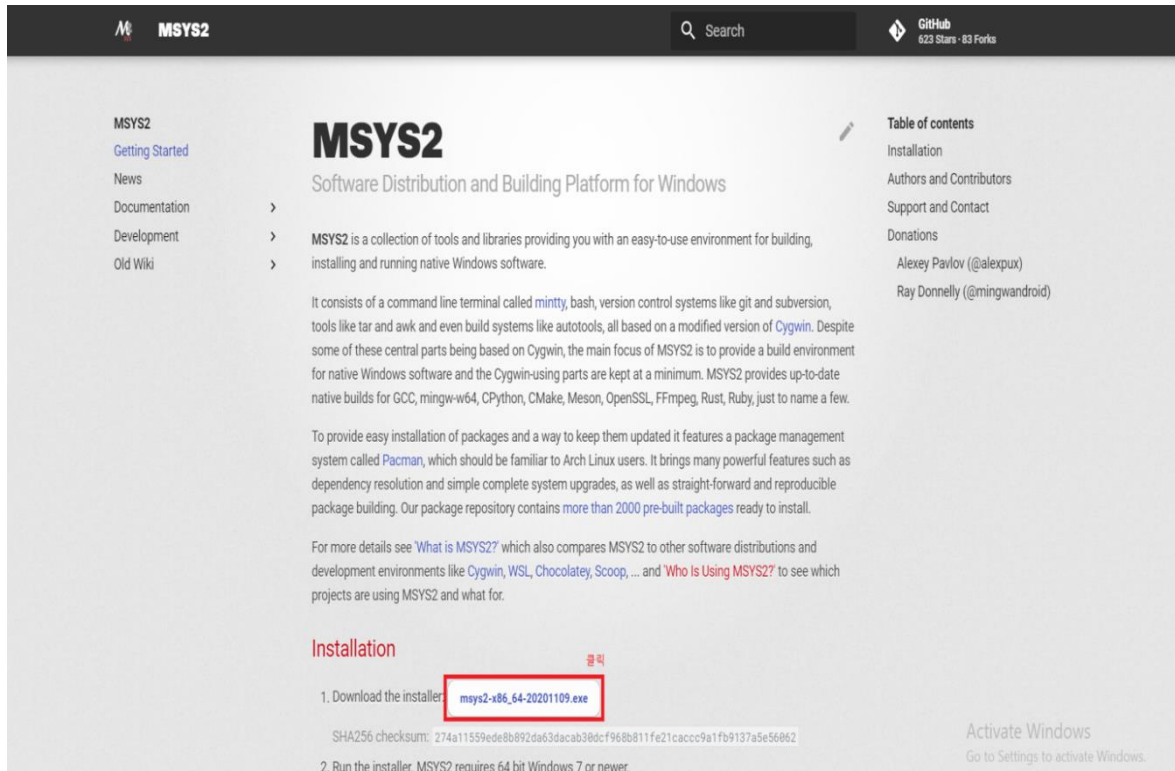 MSYS2
Search
GitHub
623 Stars · 83 Forks
MSYS2
Getting Started
News
Documentation
Development
Old Wiki
MSYS2
Software Distribution and Building Platform for Windows
MSYS2 is a collection of tools and libraries providing you with an easy-to-use environment for building,
installing and running native Windows software.
It consists of a command line terminal called mintty, bash, version control systems like git and subversion,
tools like tar and awk and even build systems like autotools, all based on a modified version of Cygwin. Despite
some of these central parts being based on Cygwin, the main focus of MSYS2 is to provide a build environment
for native Windows software and the Cygwin-using parts are kept at a minimum. MSYS2 provides up-to-date
native builds for GCC, mingw-w64, CPython, CMake, Meson, OpenSSL, FFmpeg, Rust, Ruby, just to name a few.
To provide easy installation of packages and a way to keep them updated it features a package management
system called Pacman, which should be familiar to Arch Linux users. It brings many powerful features such as
dependency resolution and simple complete system upgrades, as well as straight-forward and reproducible
package building. Our package repository contains more than 2000 pre-built packages ready to install.
For more details see 'What is MSYS2?' which also compares MSYS2 to other software distributions and
development environments like Cygwin, WSL, Chocolatey, Scoop, ... and 'Who Is Using MSYS2?' to see which
projects are using MSYS2 and what for.
Installation
클릭
1. Download the installer: msys2-x86_64-20201109.exe
SHA256 checksum: 274a11559ede8b892da63dacab30dcf968b811fe21caccc9a1fb9137a5e56062
2. Run the installer. MSYS2 requires 64 bit Windows 7 or newer.
Table of contents
Installation
Authors and Contributors
Support and Contact
Donations
Alexey Pavlov (@alexpux)
Ray Donnelly (@mingwandroid)
Activate Windows
Go to Settings to activate Windows.